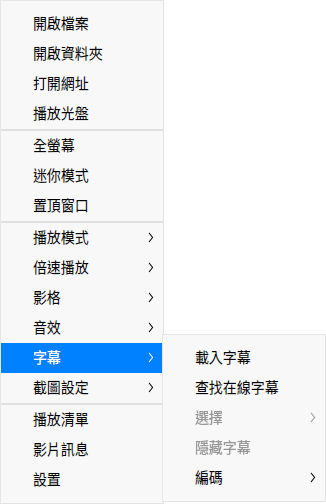 開啟檔案
開啟資料夾
打開網址
播放光盤
全螢幕
迷你模式
置頂窗口
播放模式
倍速播放
影格
音效
字幕
截圖設定
播放清單
影片訊息
設置
載入字幕
查找在線字幕
選擇
隱藏字幕
編碼